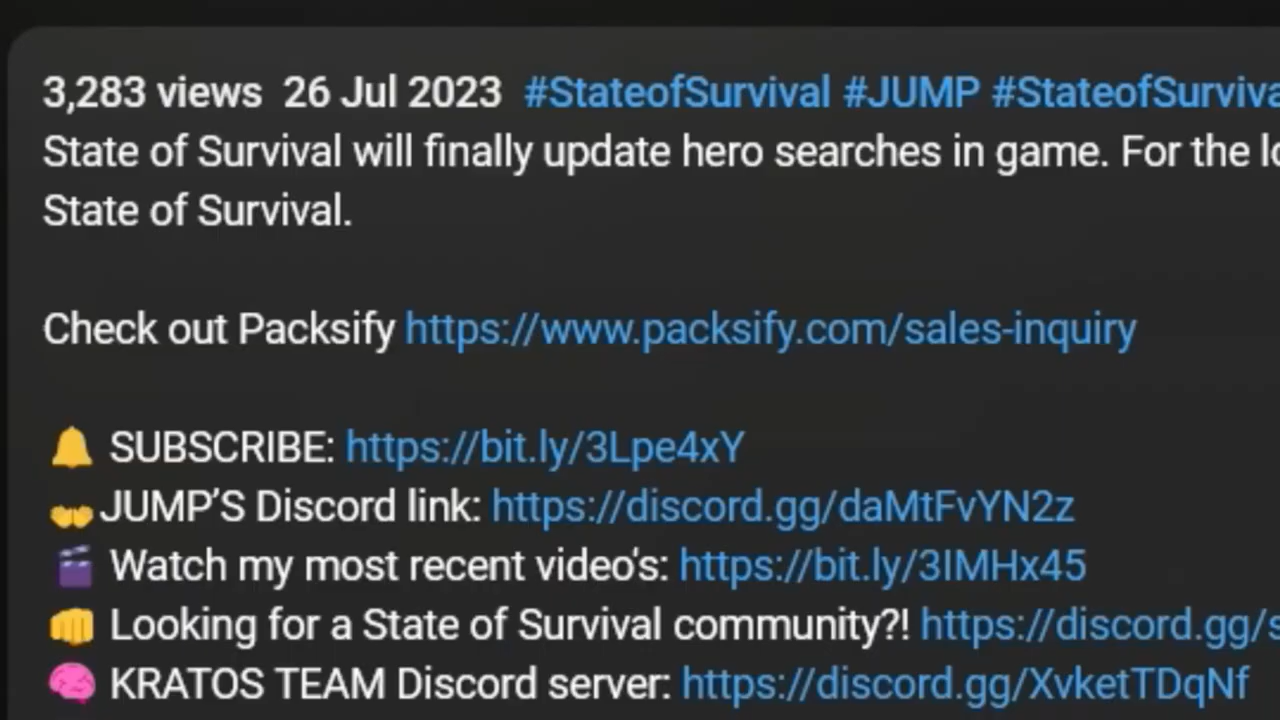 3,283 views 26 Jul 2023 #StateofSurvival #JUMP #StateofSurviva
State of Survival will finally update hero searches in game. For the lo
State of Survival.
Check out Packsify https://www.packsify.com/sales-inquiry
🔔 SUBSCRIBE: https://bit.ly/3Lpe4xY
👐JUMP’S Discord link: https://discord.gg/daMtFvYN2z
🎬 Watch my most recent video's: https://bit.ly/3IMHx45
👊 Looking for a State of Survival community?! https://discord.gg/s
🧠 KRATOS TEAM Discord server: https://discord.gg/XvketTDqNf